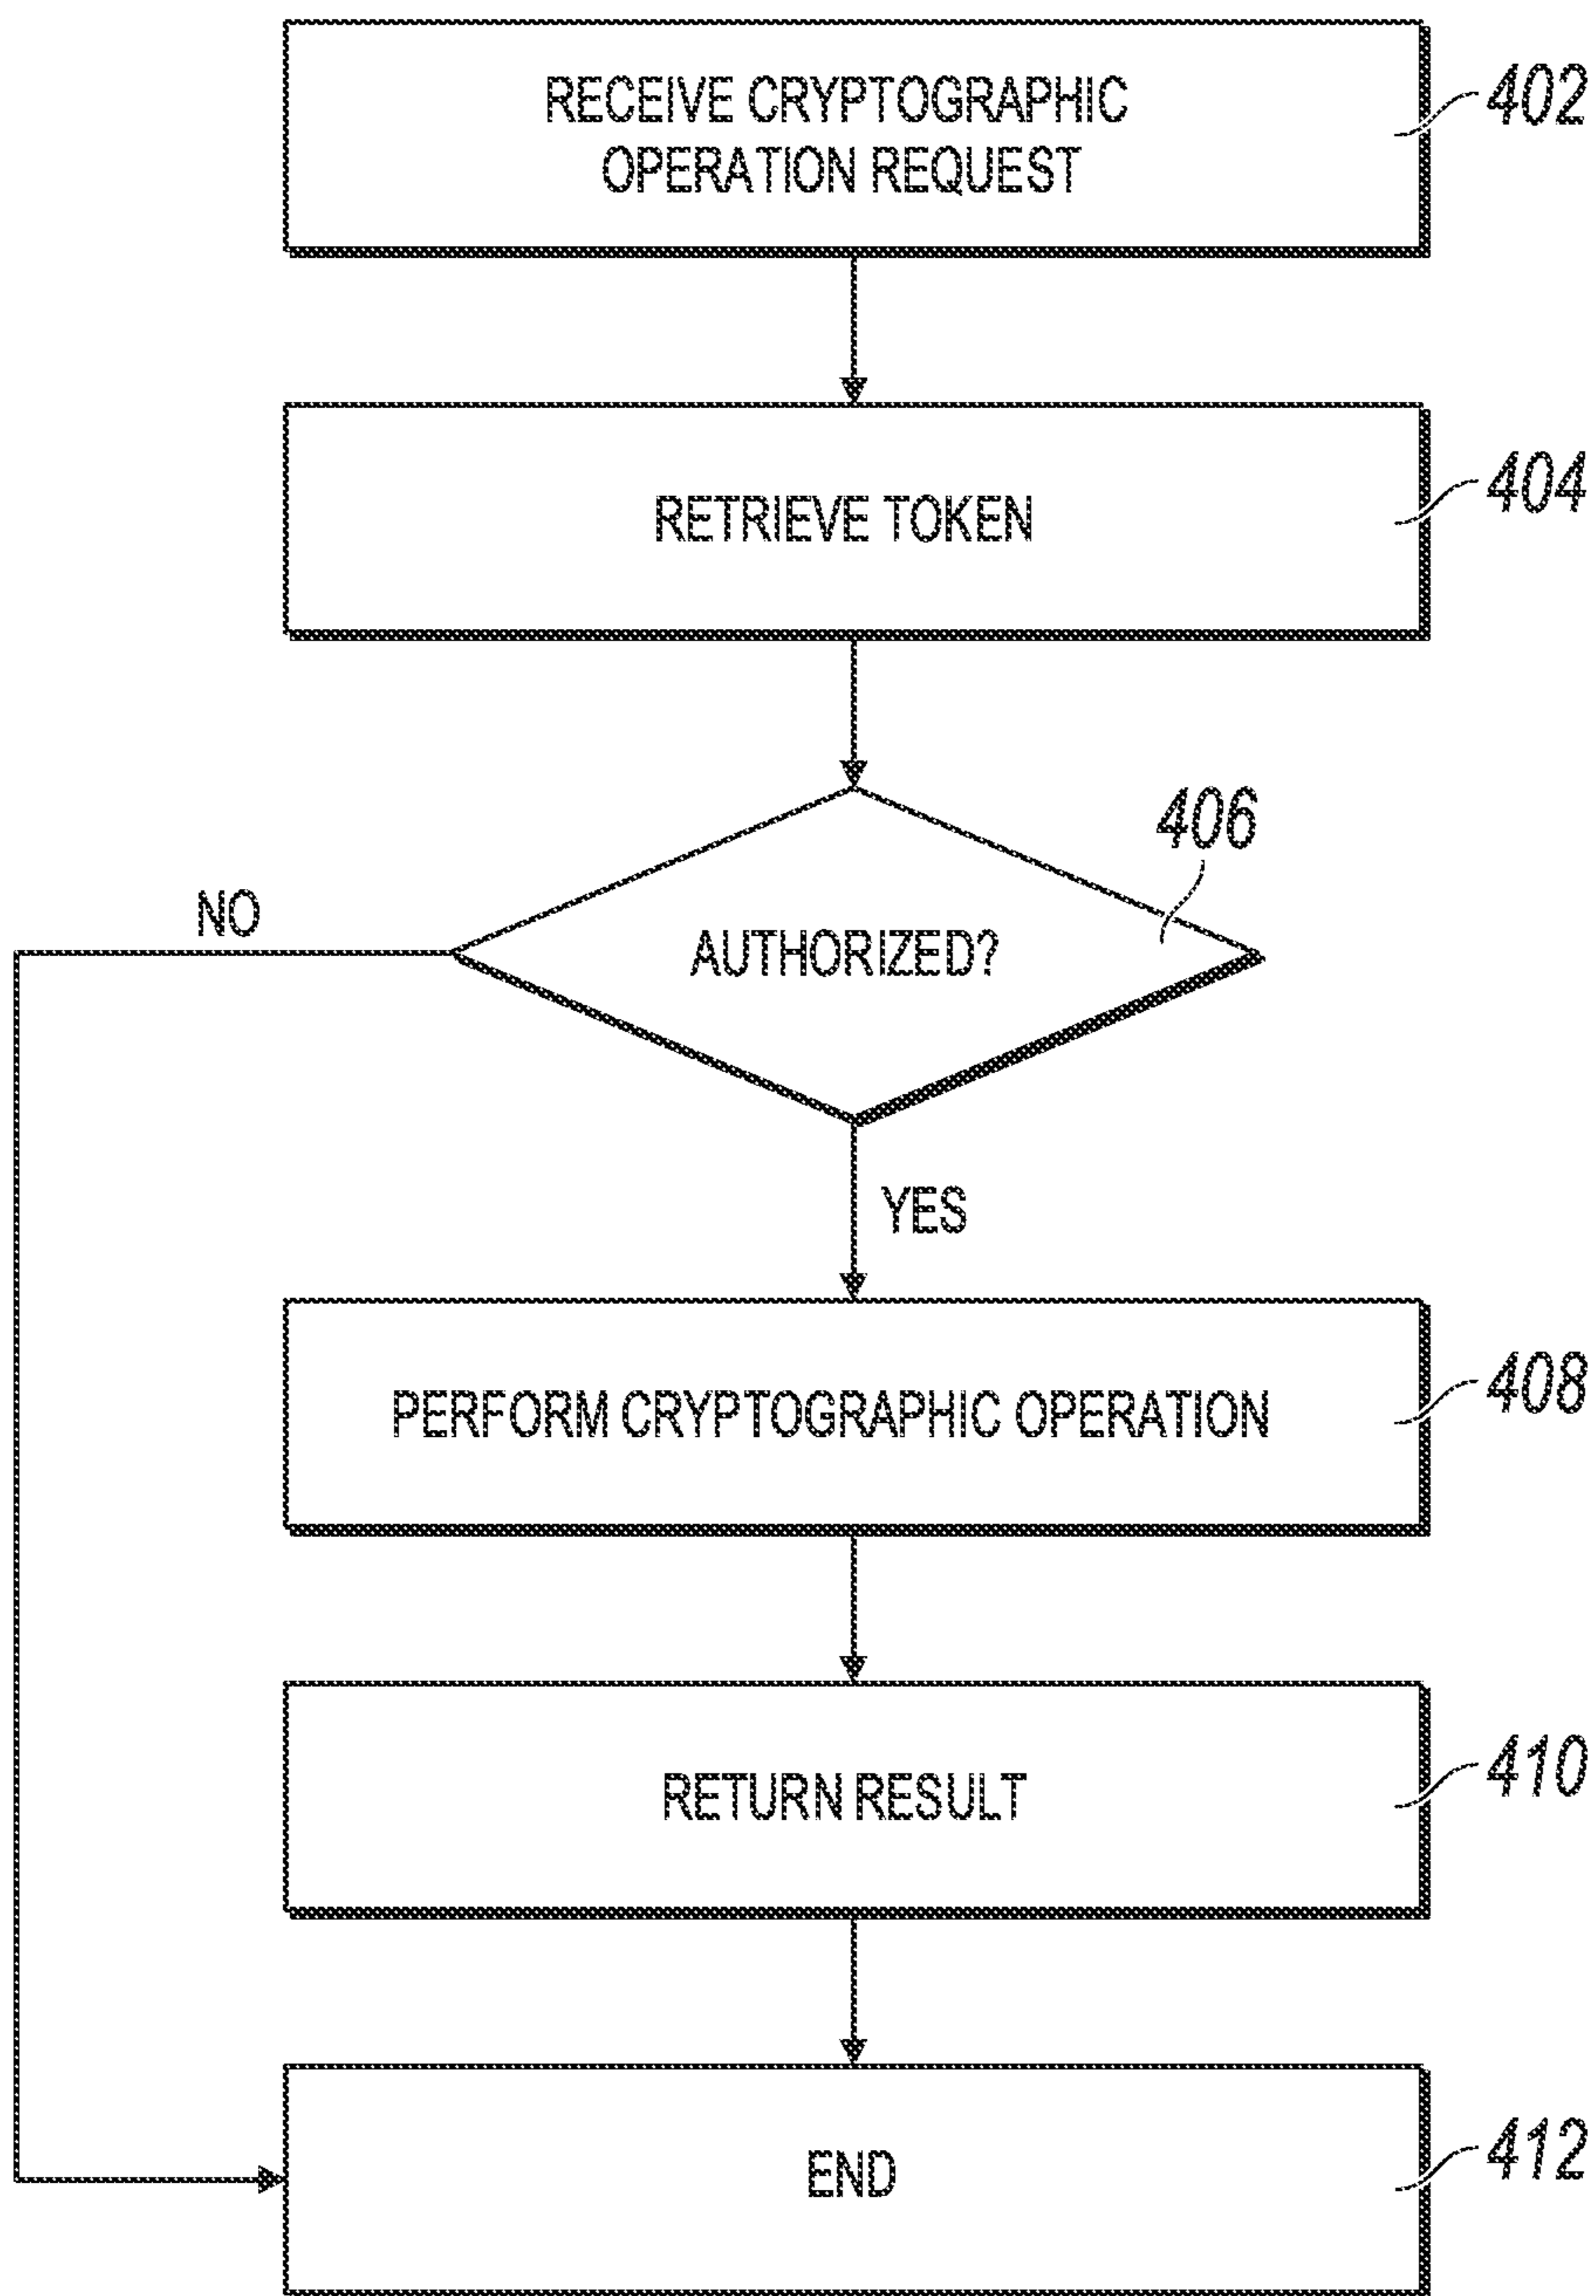 RECEIVE CRYPTOGRAPHIC
OPERATION REQUEST
402
RETRIEVE TOKEN
404
406
NO
AUTHORIZED?
YES
PERFORM CRYPTOGRAPHIC OPERATION
408
RETURN RESULT
410
END
412